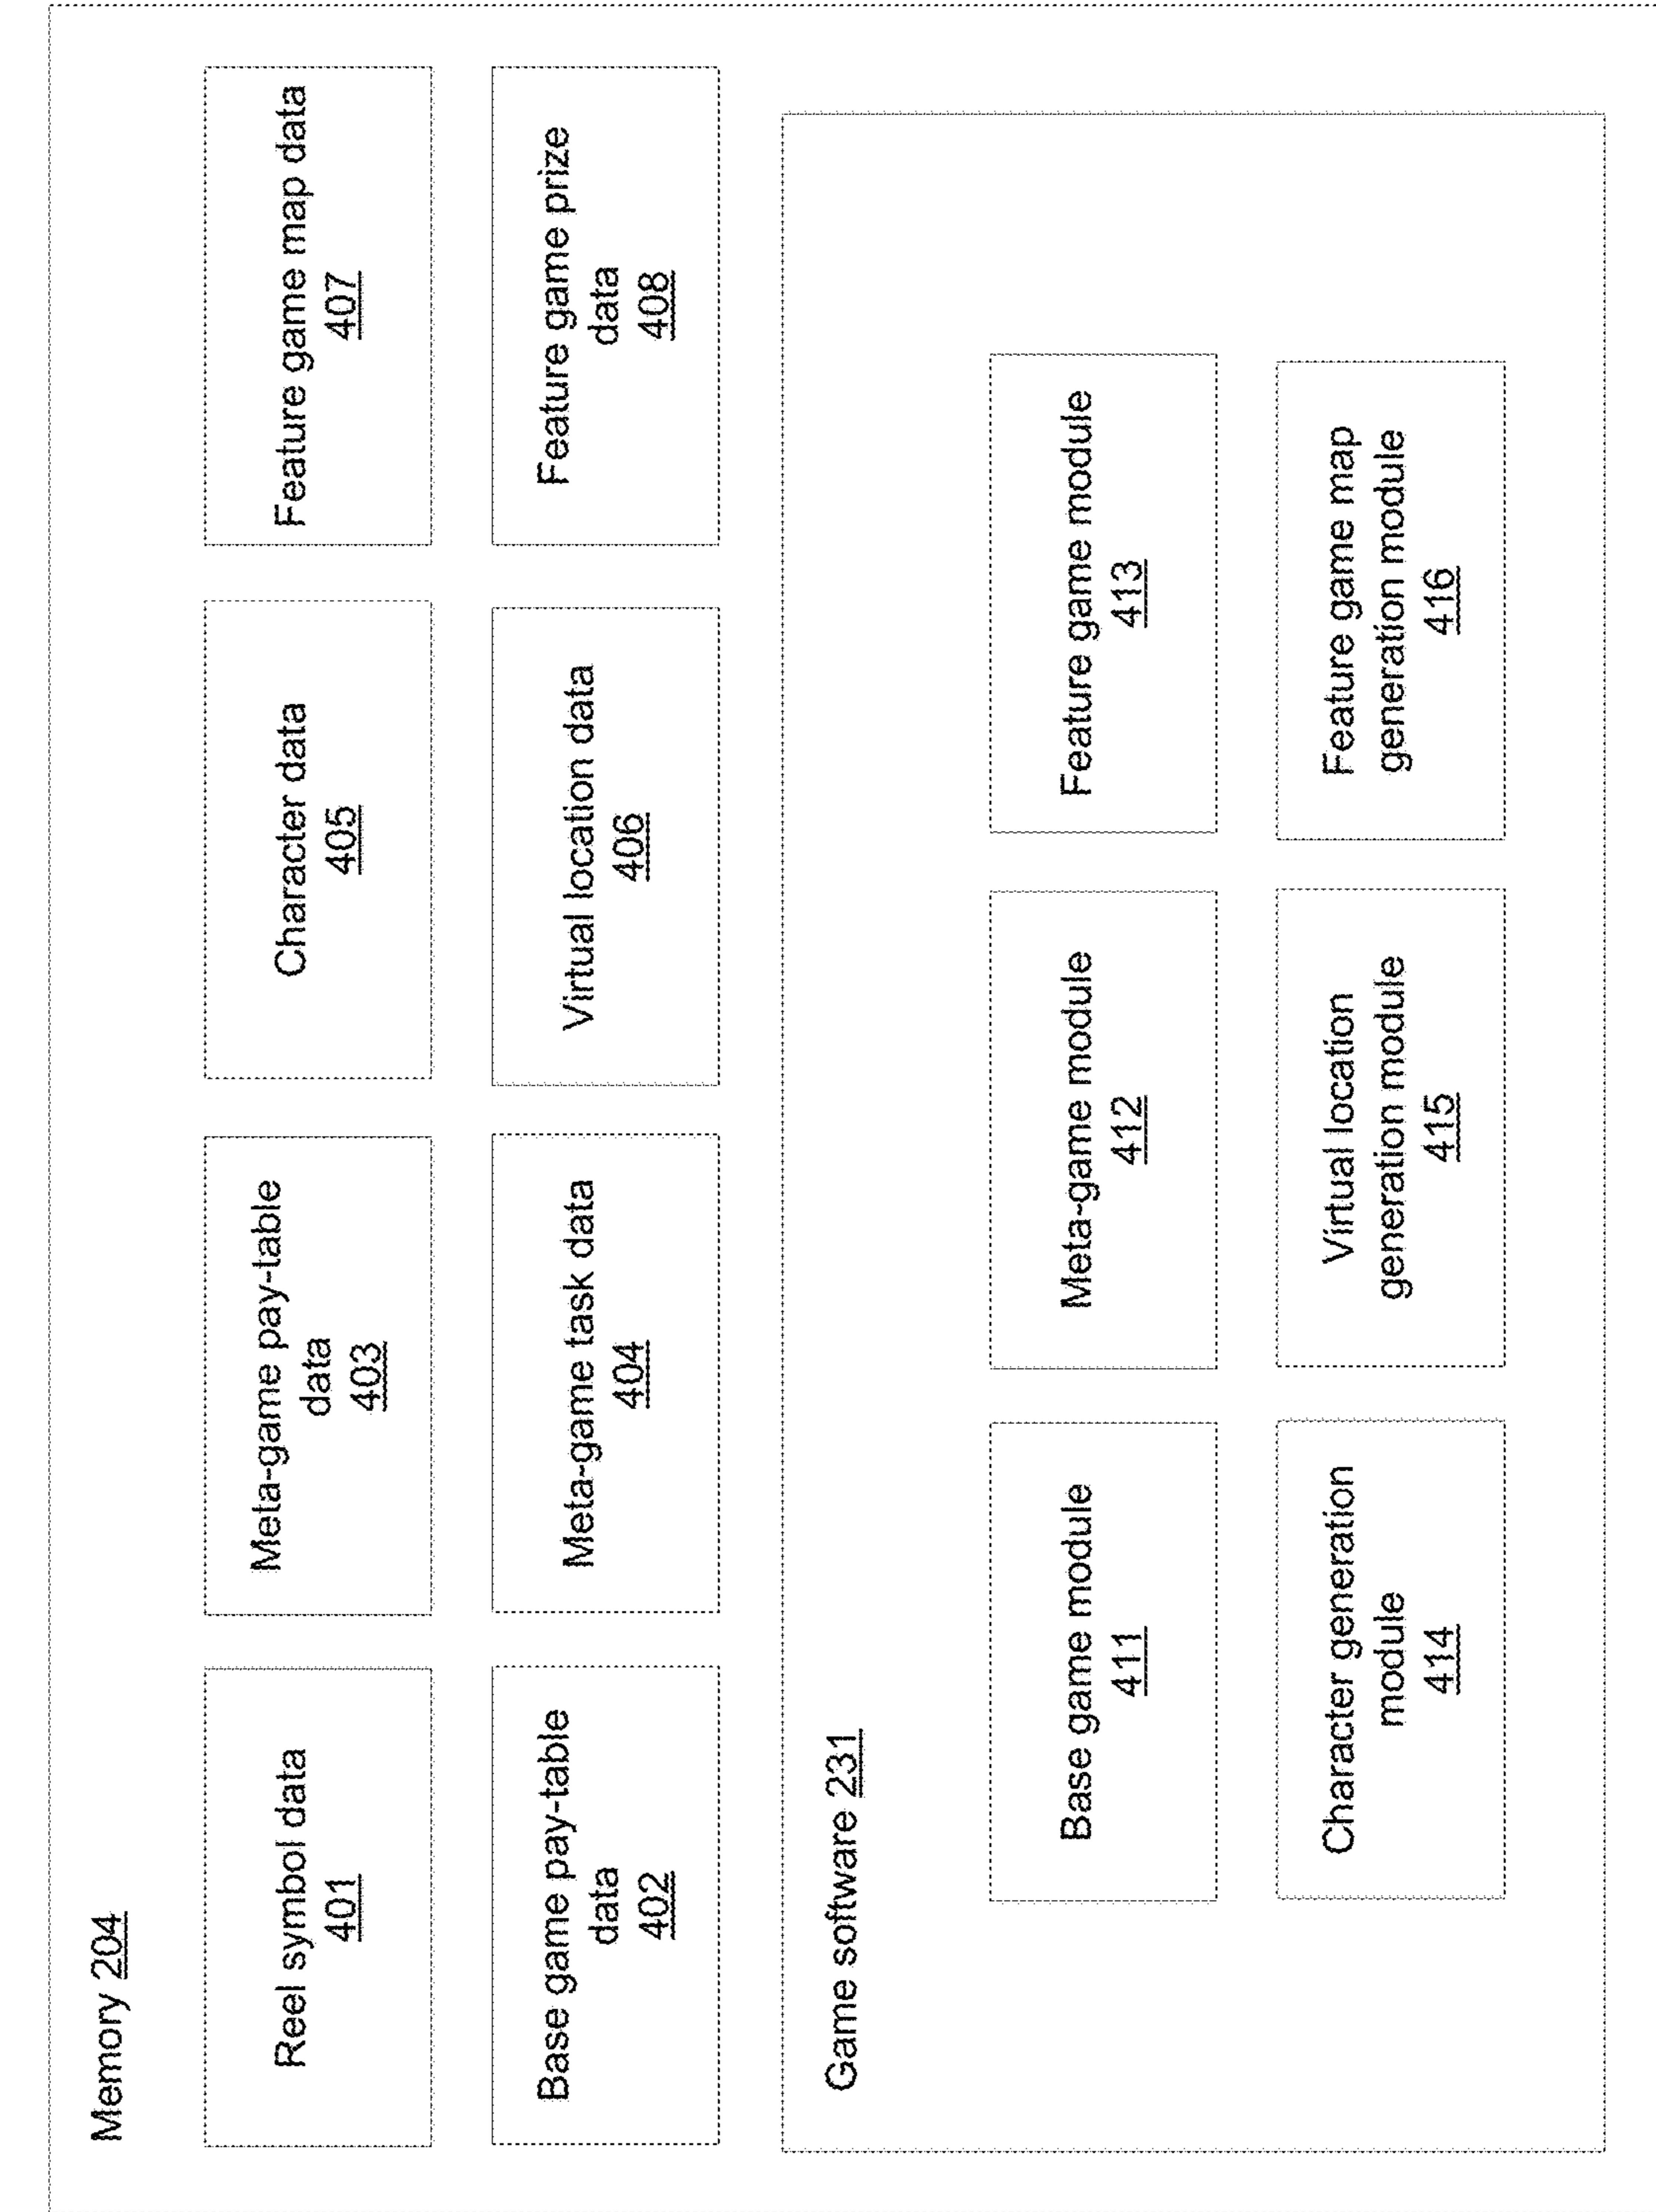 Memory 204
Reel symbol data
401
Meta-game pay-table
data
403
Character data
405
Feature game map data
407
Base game pay-table
data
402
Meta-game task data
404
Virtual location data
406
Feature game prize
data
408
Game software 231
Base game module
411
Meta-game module
412
Feature game module
413
Character generation
module
414
Virtual location
generation module
415
Feature game map
generation module
416